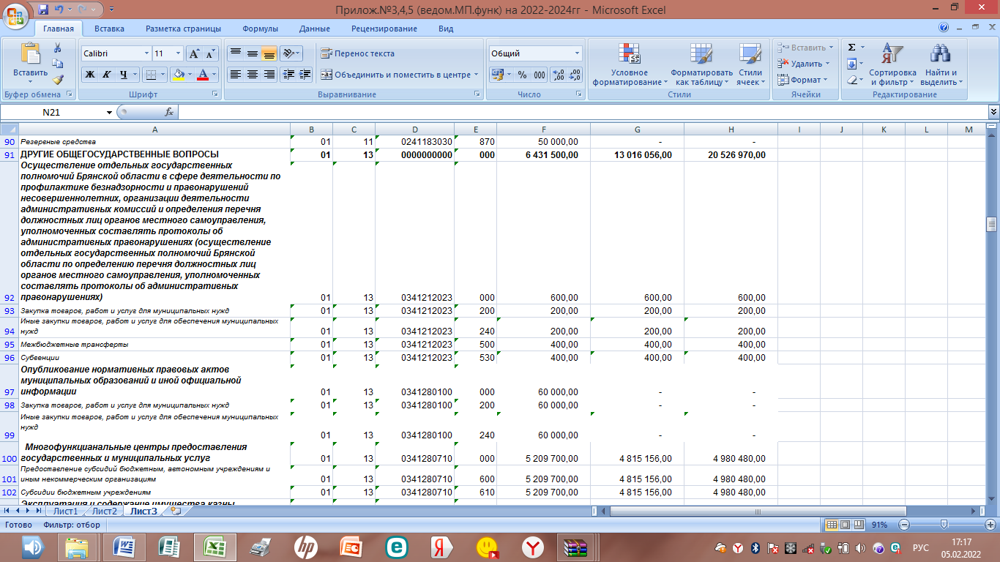 Прилож.№3,4,5 (ведом.МП.функ) на 2022-2024гг - Microsoft Excel
Главная Вставка Разметка страницы Формулы Данные Рецензирование Вид
Calibri 11 Перенос текста Общий Вставить Σ
Вставить Удалить
Ж К Ч А Объединить и поместить в центре % 000 Условное форматирование Форматировать как таблицу Стили ячеек Формат Сортировка и фильтр Найти и выделить
Буфер обмена Шрифт Выравнивание Число Стили Ячейки Редактирование
N21 fx
A B C D E F G H I J K L M
90 Резервные средства 01 11 0241183030 870 50 000,00 - -
91 ДРУГИЕ ОБЩЕГОСУДАРСТВЕННЫЕ ВОПРОСЫ 01 13 0000000000 000 6 431 500,00 13 016 056,00 20 526 970,00
Осуществление отдельных государственных
полномочий Брянской области в сфере деятельности по
профилактике безнадзорности и правонарушений
несовершеннолетних, организации деятельности
административных комиссий и определения перечня
должностных лиц органов местного самоуправления,
уполномоченных составлять протоколы об
административных правонарушениях (осуществление
отдельных государственных полномочий Брянской
области по определению перечня должностных лиц
органов местного самоуправления, уполномоченных
составлять протоколы об административных
92 правонарушениях) 01 13 0341212023 000 600,00 600,00 600,00
93 Закупка товаров, работ и услуг для муниципальных нужд 01 13 0341212023 200 200,00 200,00 200,00
Иные закупки товаров, работ и услуг для обеспечения муниципальных
94 нужд 01 13 0341212023 240 200,00 200,00 200,00
95 Межбюджетные трансферты 01 13 0341212023 500 400,00 400,00 400,00
96 Субвенции 01 13 0341212023 530 400,00 400,00 400,00
Опубликование нормативных правовых актов
муниципальных образований и иной официальной
97 информации 01 13 0341280100 000 60 000,00 - -
98 Закупка товаров, работ и услуг для муниципальных нужд 01 13 0341280100 200 60 000,00 - -
Иные закупки товаров, работ и услуг для обеспечения муниципальных
нужд
99 01 13 0341280100 240 60 000,00 - -
Многофункцианальные центры предоставления
100 государственных и муниципальных услуг 01 13 0341280710 000 5 209 700,00 4 815 156,00 4 980 480,00
Предоставление субсидий бюджетным, автономным учреждениям и
101 иным некоммерческим организациям 01 13 0341280710 600 5 209 700,00 4 815 156,00 4 980 480,00
102 Субсидии бюджетным учреждениям 01 13 0341280710 610 5 209 700,00 4 815 156,00 4 980 480,00
Эксплуатация и содержание имущества казны
Лист1 Лист2 Лист3
Готово Фильтр: отбор 91%
РУС 17:17
05.02.2022